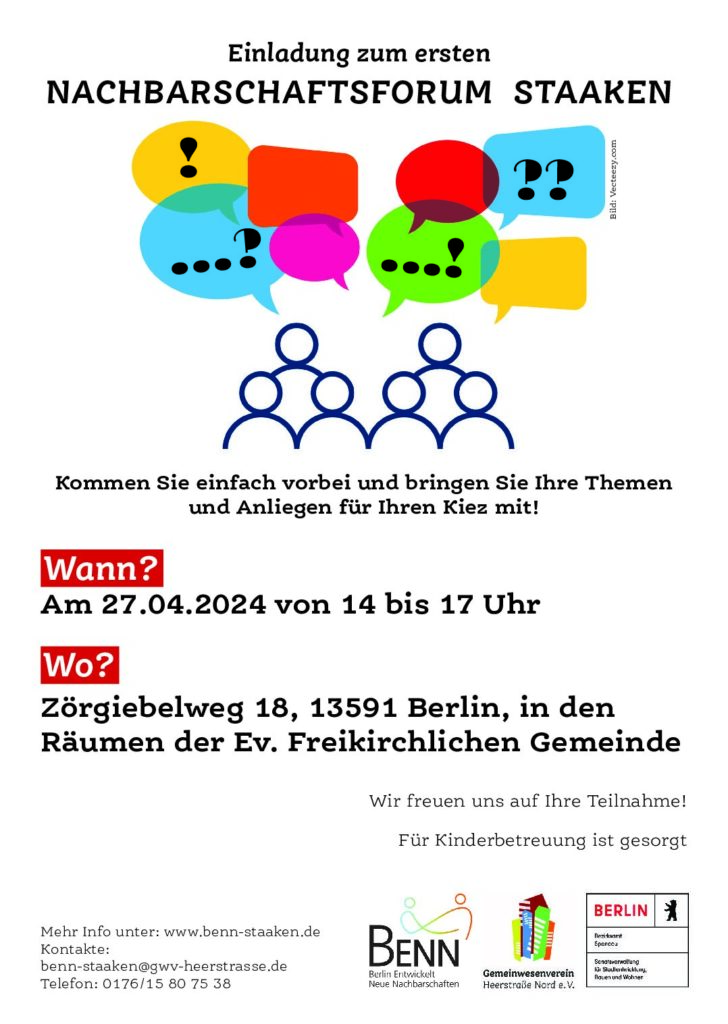 Einladung zum ersten
NACHBARSCHAFTSFORUM STAAKEN
Bild: Vecteezy.com
!
??
....?
....!
Kommen Sie einfach vorbei und bringen Sie Ihre Themen
und Anliegen für Ihren Kiez mit!
Wann?
Am 27.04.2024 von 14 bis 17 Uhr
Wo?
Zörgiebelweg 18, 13591 Berlin, in den
Räumen der Ev. Freikirchlichen Gemeinde
Wir freuen uns auf Ihre Teilnahme!
Für Kinderbetreuung ist gesorgt
Mehr Info unter: www.benn-staaken.de
Kontakte:
benn-staaken@gwv-heerstrasse.de
Telefon: 0176/15 80 75 38
BENN
Berlin Entwickelt
Neue Nachbarschaften
Gemeinwesenverein
Heerstraße Nord e.V.
BERLIN
Bezirksamt
Spandau
Senatsverwaltung
für Stadtentwicklung,
Bauen und Wohnen